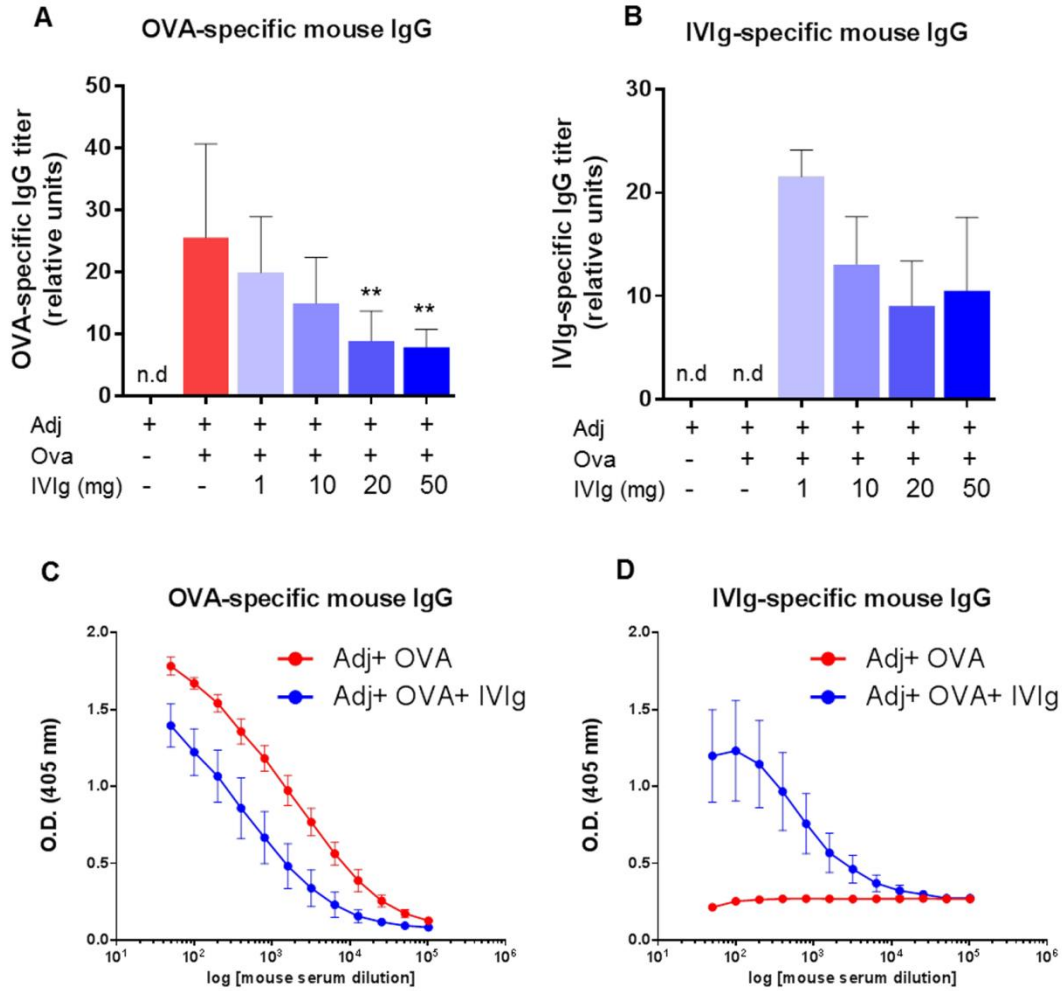 A
OVA-specific mouse IgG
OVA-specific IgG titer
(relative units)
50
40
30
20
10
0
n.d
**
**
Adj + + + + + +
Ova - + + + + +
IVIg (mg) - - 1 10 20 50
B
IVIg-specific mouse IgG
IVIg-specific IgG titer
(relative units)
30
20
10
0
n.d
n.d
Adj + + + + + +
Ova - + + + + +
IVIg (mg) - - 1 10 20 50
C
OVA-specific mouse IgG
O.D. (405 nm)
2.0
1.5
1.0
0.5
0.0
Adj+ OVA
Adj+ OVA+ IVIg
10¹ 10² 10³ 10⁴ 10⁵ 10⁶
log [mouse serum dilution]
D
IVIg-specific mouse IgG
O.D. (405 nm)
2.0
1.5
1.0
0.5
0.0
Adj+ OVA
Adj+ OVA+ IVIg
10¹ 10² 10³ 10⁴ 10⁵ 10⁶
log [mouse serum dilution]